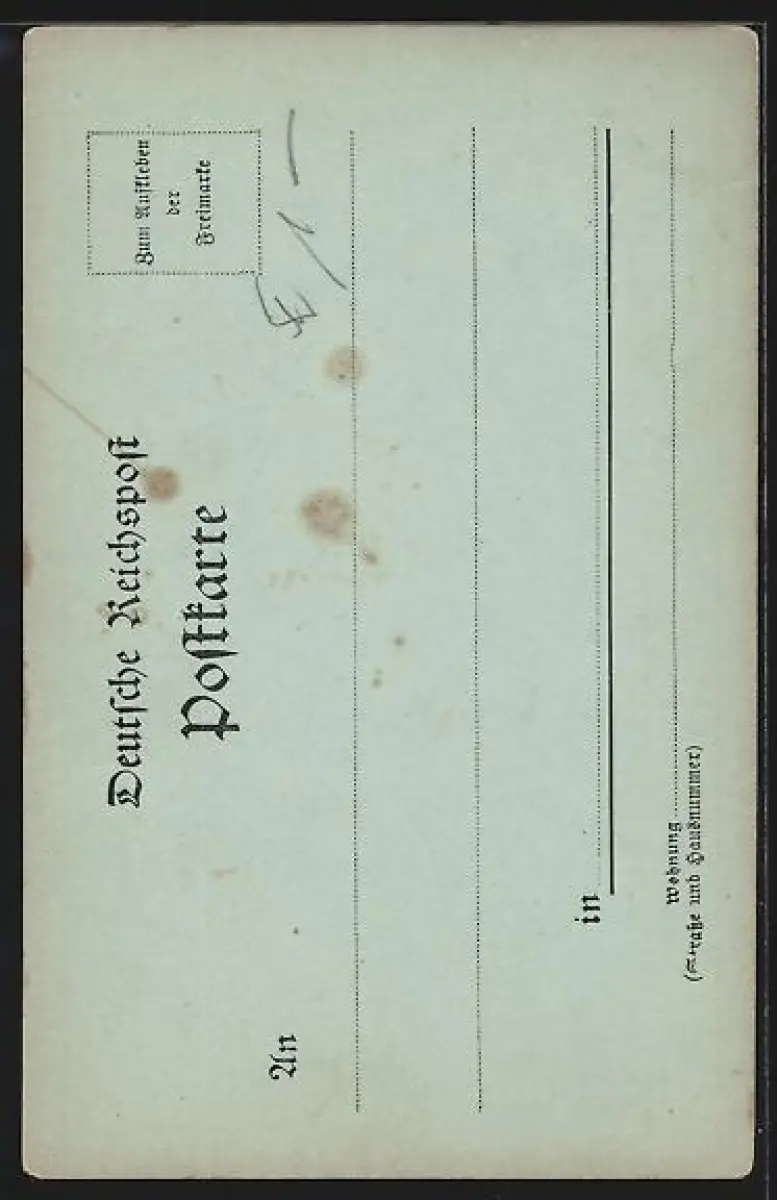 Deutsche Reichspost
Postkarte
Zum Aufkleben
der
Freimarke
An
in
Wohnung
(Straße und Hausnummer)